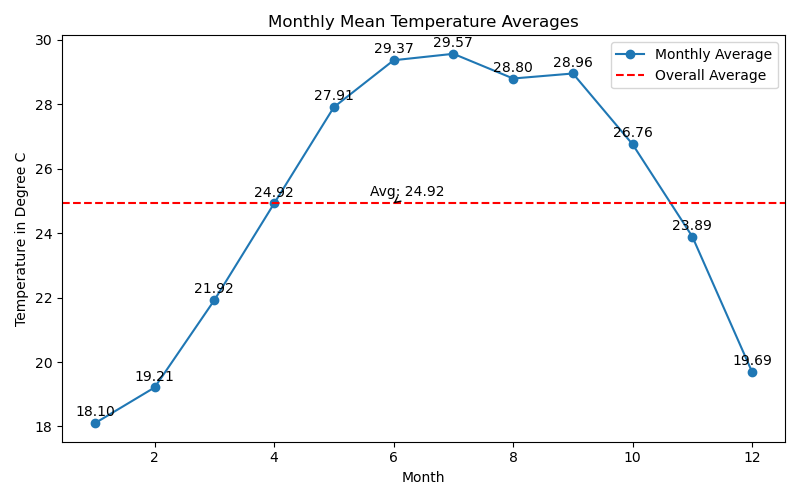 Monthly Mean Temperature Averages
30
28
26
24
22
20
18
Temperature in Degree C
18.10
19.21
21.92
24.92
27.91
29.37
29.57
28.80
28.96
26.76
23.89
19.69
Avg: 24.92
Monthly Average
Overall Average
2 4 6 8 10 12
Month